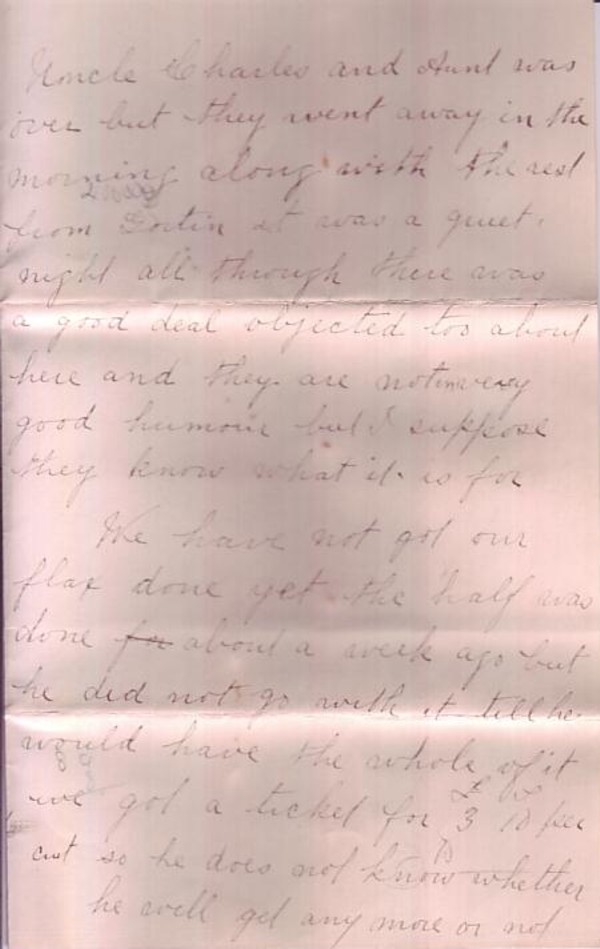 Uncle Charles and Aunt was
over but they went away in the
morning along with the rest
from Gortin it was a quiet
night all through there was
a good deal objected too about
here and they are not in very
good humour but I suppose
they know what it is for
We have not got our
flax done yet the half was
done for about a week ago but
he did not go with it till he
would have the whole of it
we got a ticket for £3 10 per
cwt so he does not know whether
he will get any more or not